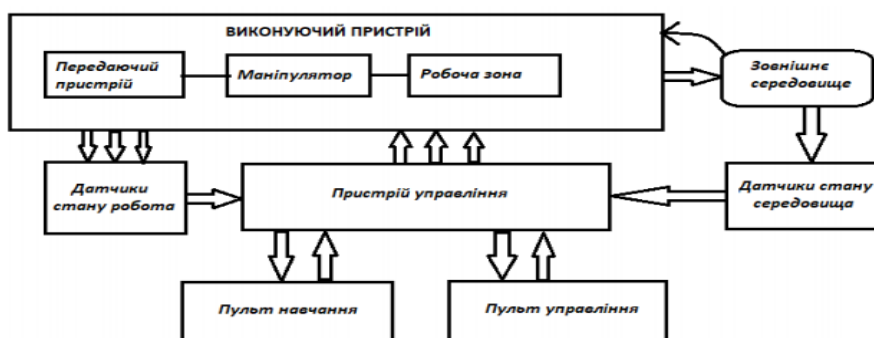 ВИКОНУЮЧИЙ ПРИСТРІЙ
Передаючий
пристрій
Маніпулятор
Робоча зона
Зовнішнє
середовище
Датчики
стану робота
Пристрій управління
Датчики стану
середовища
Пульт навчання
Пульт управління